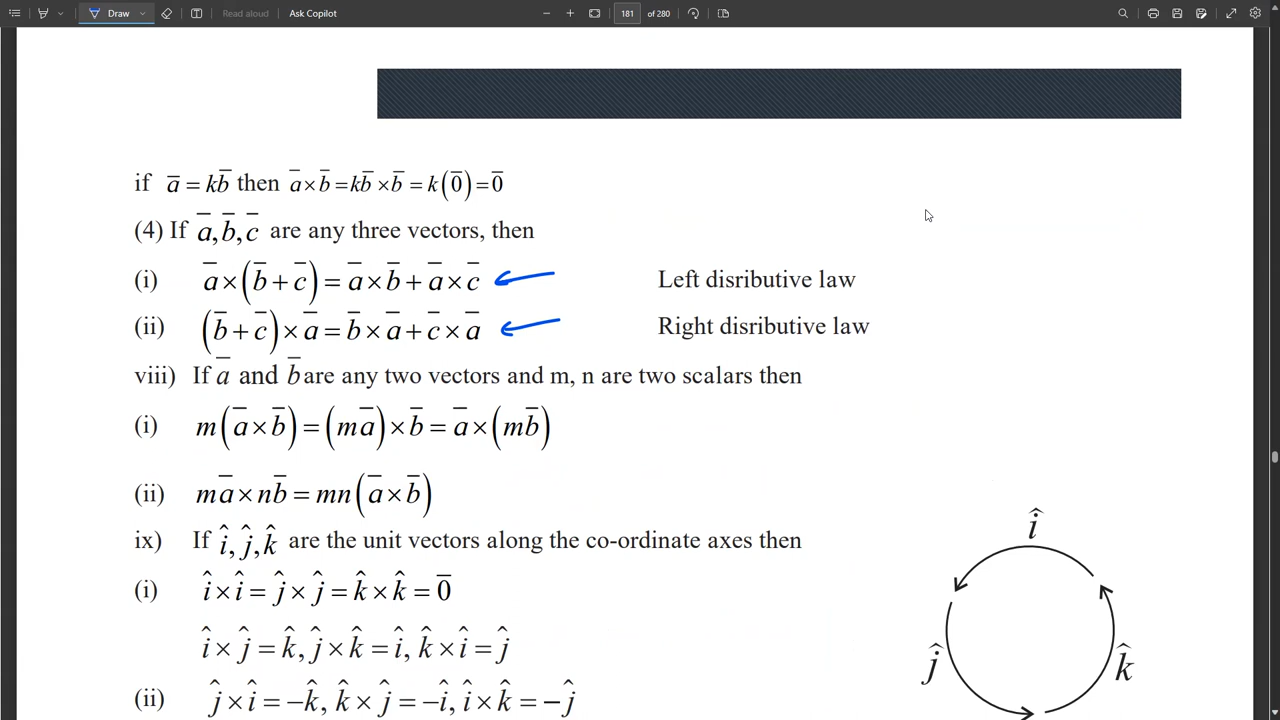 Draw
Read aloud
Ask Copilot
181 of 280
if a̅ = kb̅ then a̅ × b̅ = kb̅ × b̅ = k(0̅) = 0̅
(4) If a̅, b̅, c̅ are any three vectors, then
(i) a̅ × (b̅ + c̅) = a̅ × b̅ + a̅ × c̅ Left disributive law
(ii) (b̅ + c̅) × a̅ = b̅ × a̅ + c̅ × a̅ Right disributive law
viii) If a̅ and b̅ are any two vectors and m, n are two scalars then
(i) m(a̅ × b̅) = (ma̅) × b̅ = a̅ × (mb̅)
(ii) ma̅ × nb̅ = mn(a̅ × b̅)
ix) If î, ĵ, k̂ are the unit vectors along the co-ordinate axes then
(i) î × î = ĵ × ĵ = k̂ × k̂ = 0̅
î × ĵ = k̂, ĵ × k̂ = î, k̂ × î = ĵ
(ii) ĵ × î = −k̂, k̂ × ĵ = −î, î × k̂ = −ĵ
î
ĵ
k̂